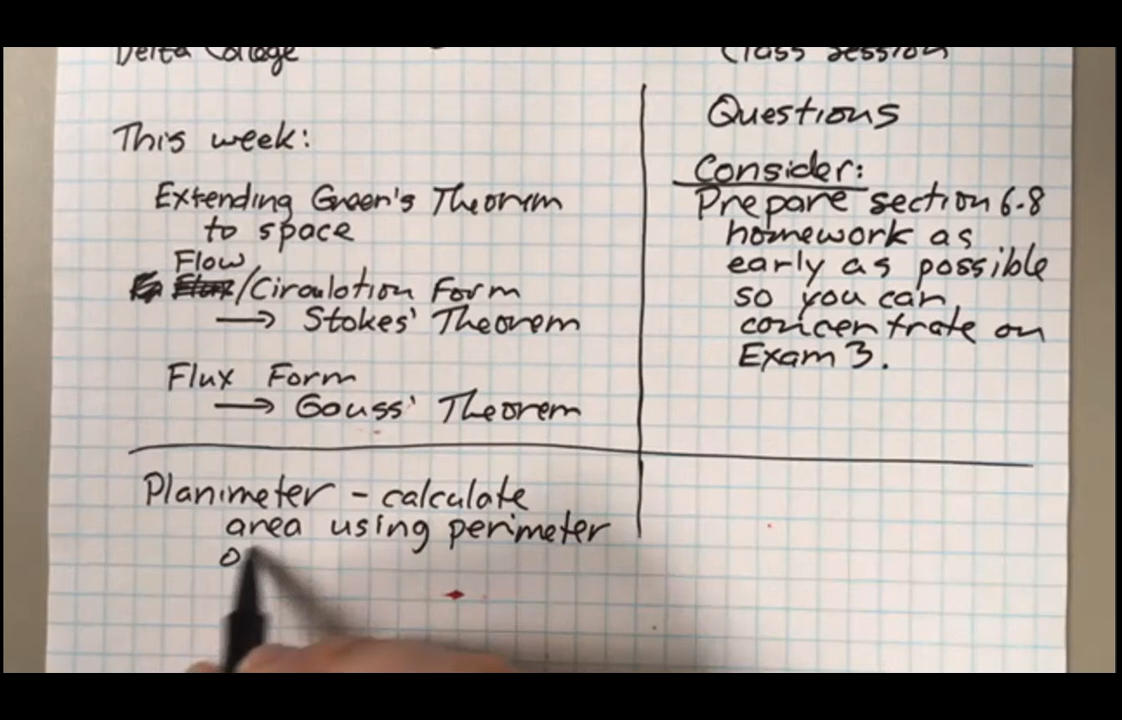 Delta College
Class Session
This week:
Extending Green's Theorem
to space
Flow
/Circulation Form
→ Stokes' Theorem
Flux Form
→ Gauss' Theorem
Questions
Consider:
Prepare section 6.8
homework as
early as possible
so you can
concentrate on
Exam 3.
Planimeter - calculate
area using perimeter
o